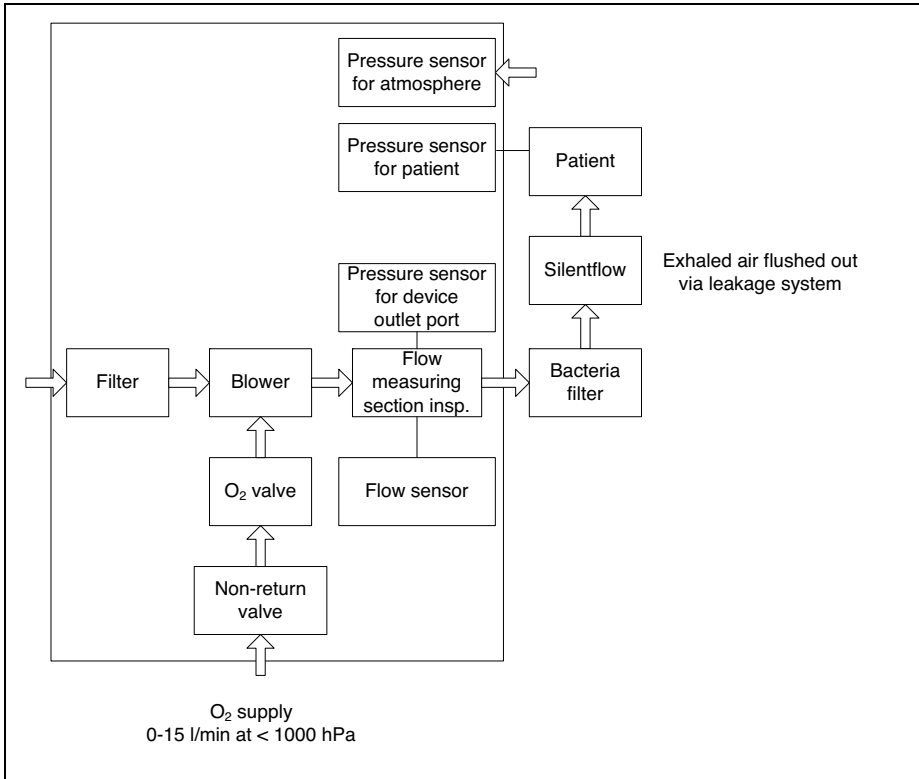 Pressure sensor
for atmosphere
Pressure sensor
for patient
Patient
Silentflow
Exhaled air flushed out
via leakage system
Pressure sensor
for device
outlet port
Filter
Blower
Flow
measuring
section insp.
Bacteria
filter
O₂ valve
Flow sensor
Non-return
valve
O₂ supply
0-15 l/min at < 1000 hPa